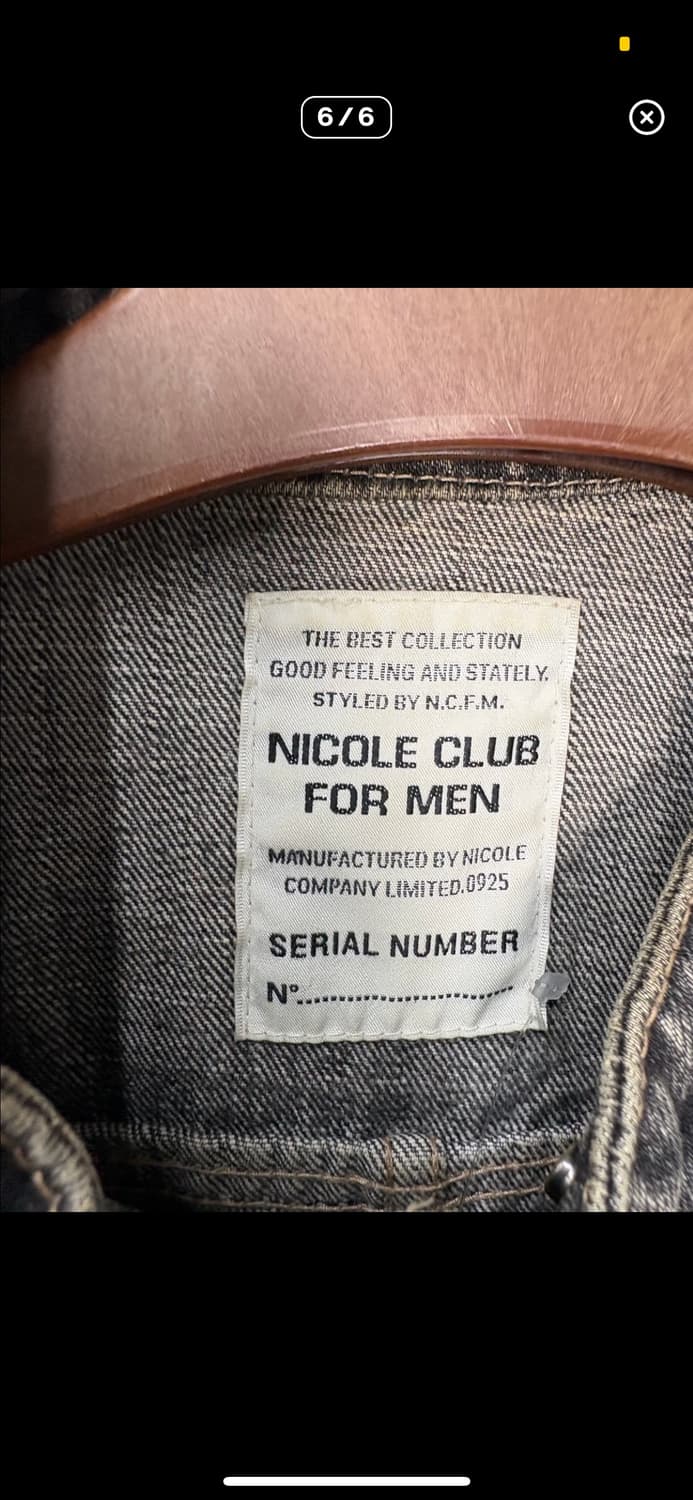 6/6
THE BEST COLLECTION
GOOD FEELING AND STATELY.
STYLED BY N.C.F.M.
NICOLE CLUB
FOR MEN
MANUFACTURED BY NICOLE
COMPANY LIMITED.0925
SERIAL NUMBER
Nº........................